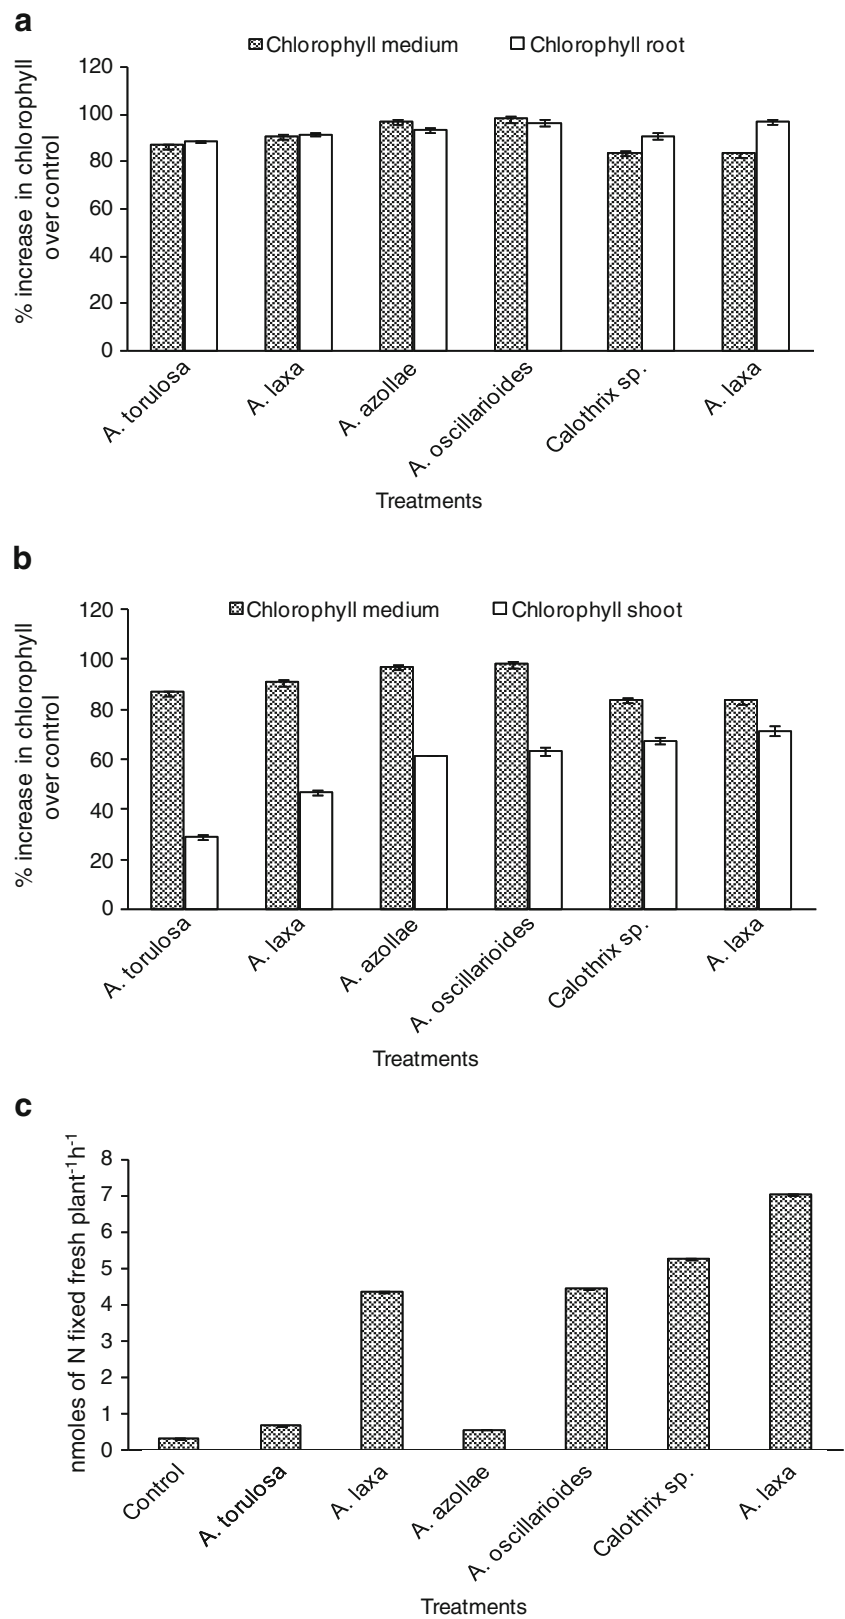 a
Chlorophyll medium Chlorophyll root
% increase in chlorophyll
over control
120
100
80
60
40
20
0
A. torulosa
A. laxa
A. azollae
A. oscillarioides
Calothrix sp.
A. laxa
Treatments
b
Chlorophyll medium Chlorophyll shoot
% increase in chlorophyll
over control
120
100
80
60
40
20
0
A. torulosa
A. laxa
A. azollae
A. oscillarioides
Calothrix sp.
A. laxa
Treatments
c
nmoles of N fixed fresh plant⁻¹h⁻¹
8
7
6
5
4
3
2
1
0
Control
A. torulosa
A. laxa
A. azollae
A. oscillarioides
Calothrix sp.
A. laxa
Treatments